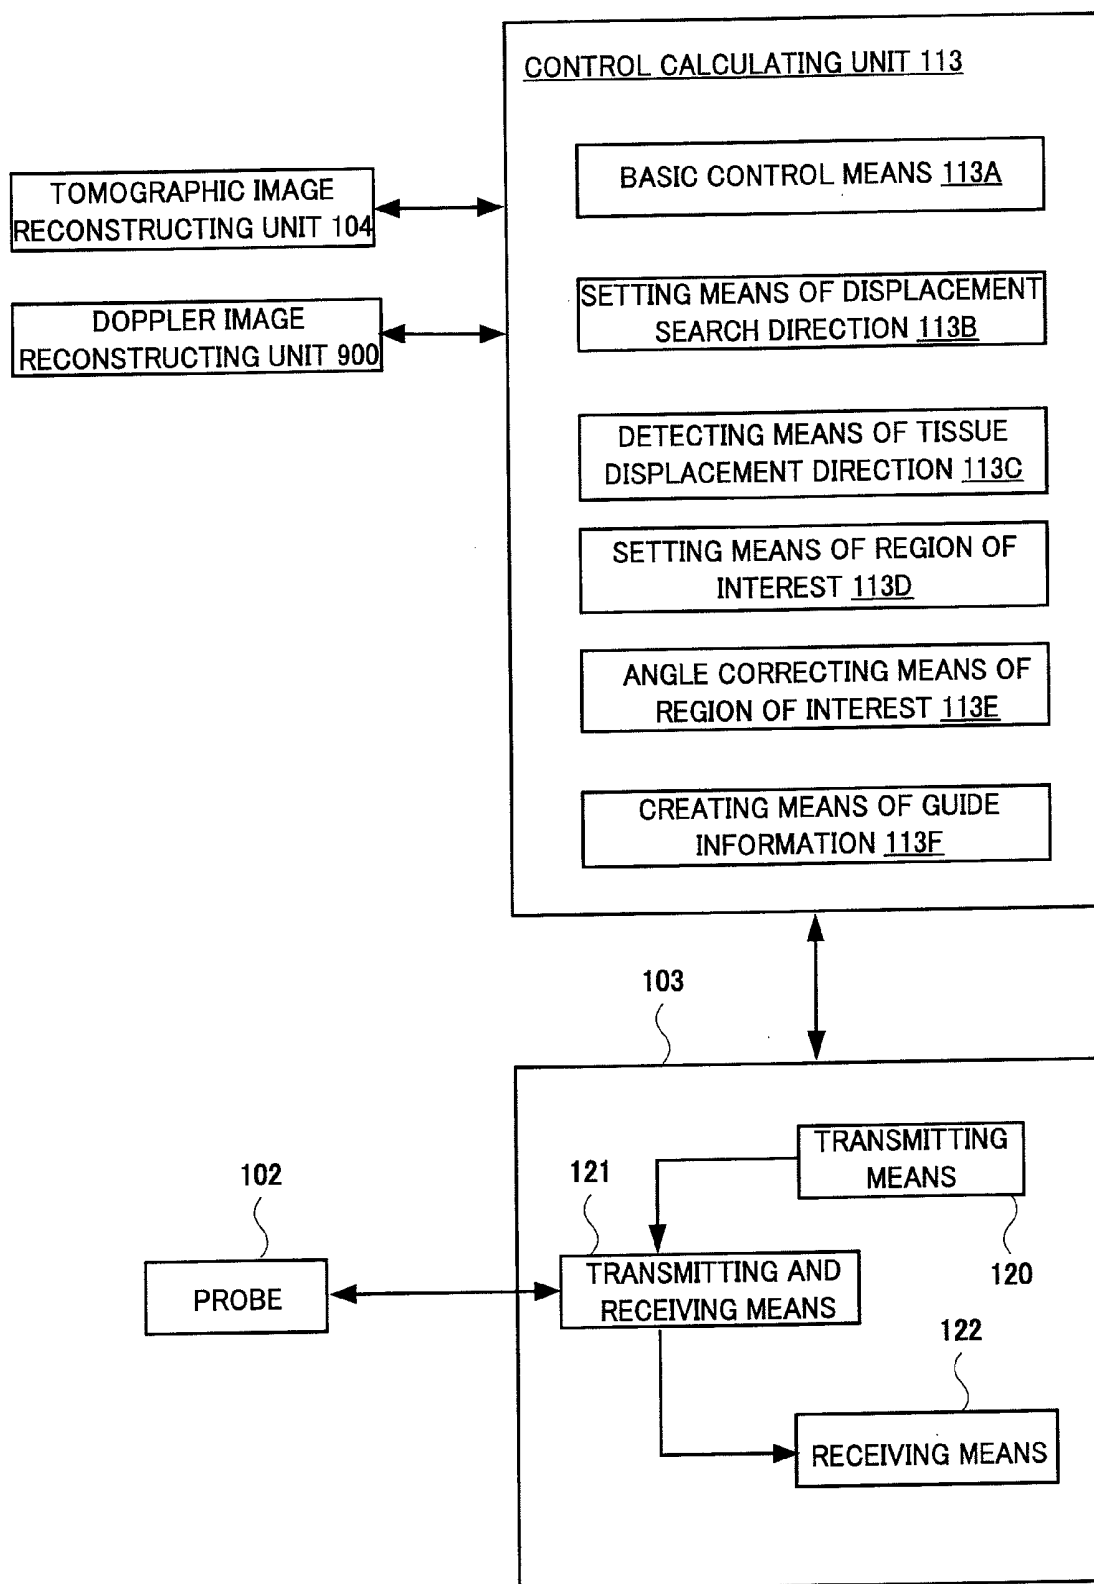 CONTROL CALCULATING UNIT 113
BASIC CONTROL MEANS 113A
TOMOGRAPHIC IMAGE
RECONSTRUCTING UNIT 104
SETTING MEANS OF DISPLACEMENT
SEARCH DIRECTION 113B
DOPPLER IMAGE
RECONSTRUCTING UNIT 900
DETECTING MEANS OF TISSUE
DISPLACEMENT DIRECTION 113C
SETTING MEANS OF REGION OF
INTEREST 113D
ANGLE CORRECTING MEANS OF
REGION OF INTEREST 113E
CREATING MEANS OF GUIDE
INFORMATION 113F
103
TRANSMITTING
MEANS
102
121
120
PROBE
TRANSMITTING AND
RECEIVING MEANS
122
RECEIVING MEANS